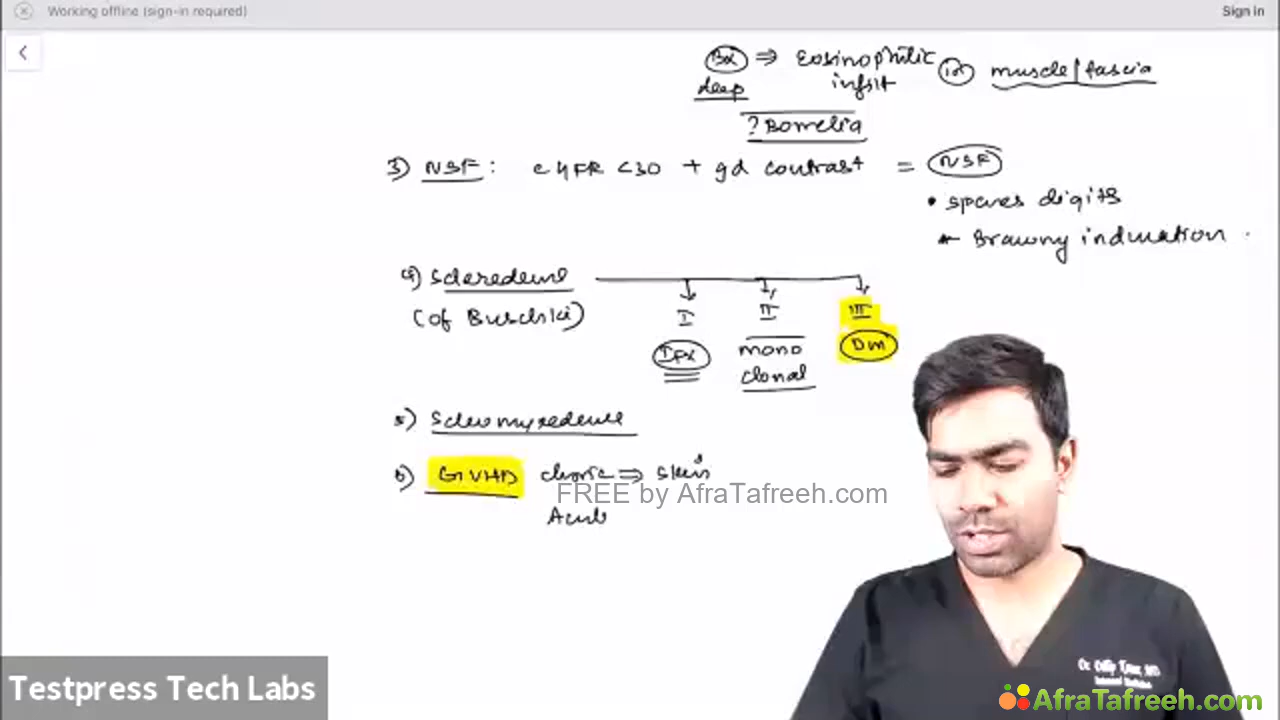 Working offline (sign-in required)
Sign in
Bx ⇒ Eosinophilic
deep infilt in muscle/fascia
? Borrelia
3) NSF: eGFR <30 + gd contrast = NSF
• spares digits
* Brawny induration
4) Scleredema
(of Buschke)
I II III
IPX mono DM
clonal
5) Scleromyxedema
6) GVHD chronic ⇒ skin
Acute
FREE by AfraTafreeh.com
Testpress Tech Labs
AfraTafreeh.com